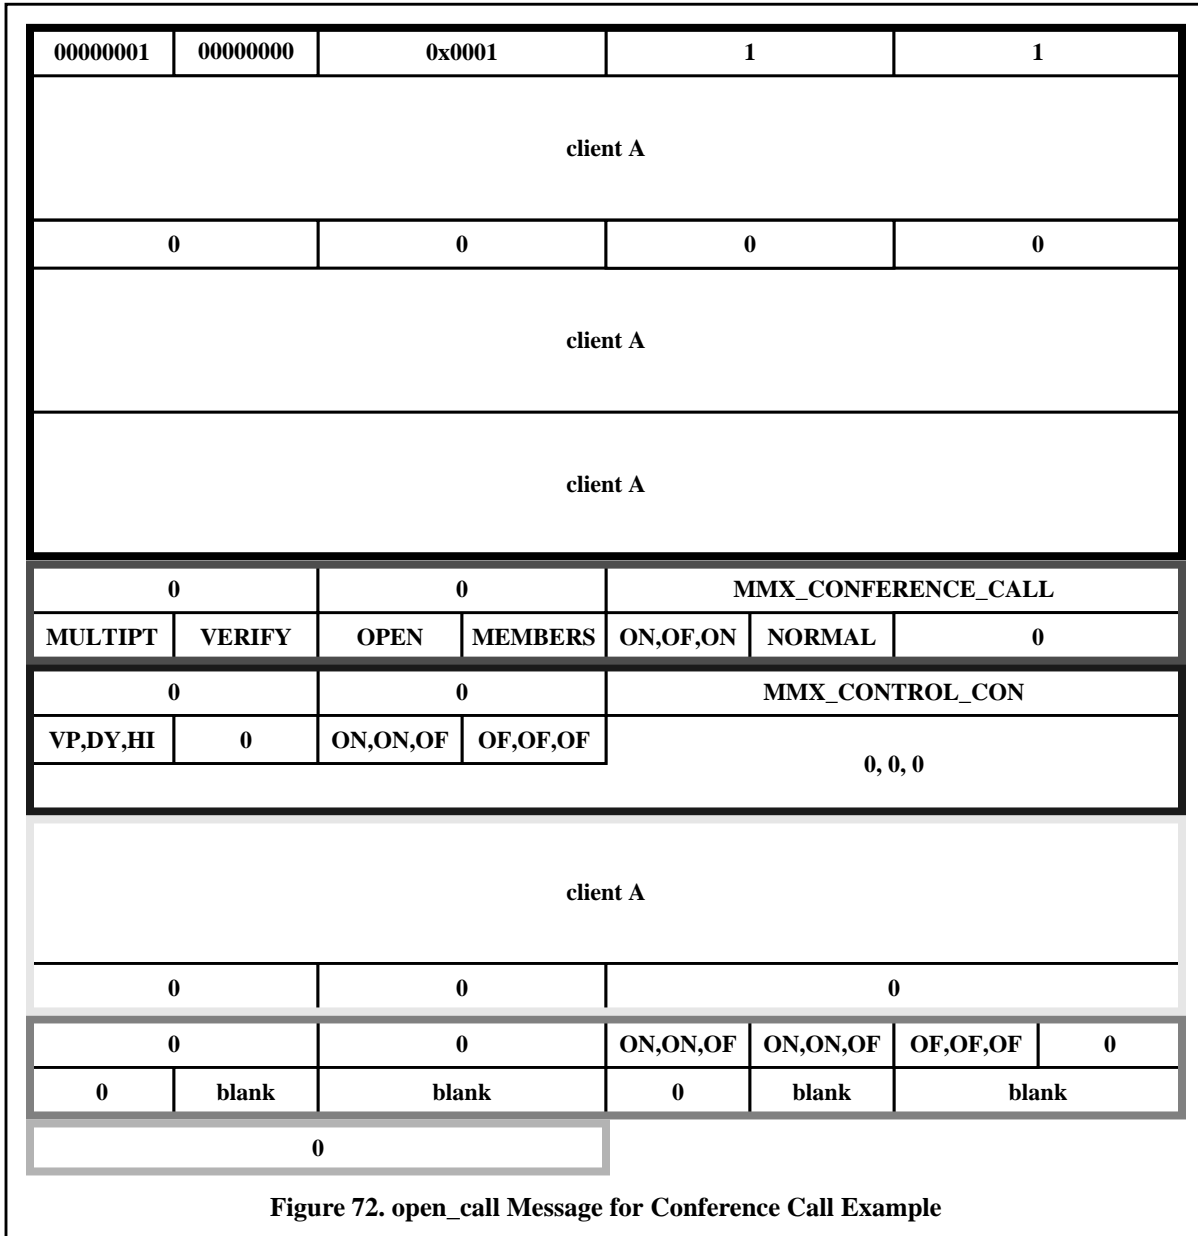 00000001 00000000 0x0001 1 1
client A
0 0 0 0
client A
client A
0 0 MMX_CONFERENCE_CALL
MULTIPT VERIFY OPEN MEMBERS ON,OF,ON NORMAL 0
0 0 MMX_CONTROL_CON
VP,DY,HI 0 ON,ON,OF OF,OF,OF
0, 0, 0
client A
0 0 0
0 0 ON,ON,OF ON,ON,OF OF,OF,OF 0
0 blank blank 0 blank blank
0
Figure 72. open_call Message for Conference Call Example